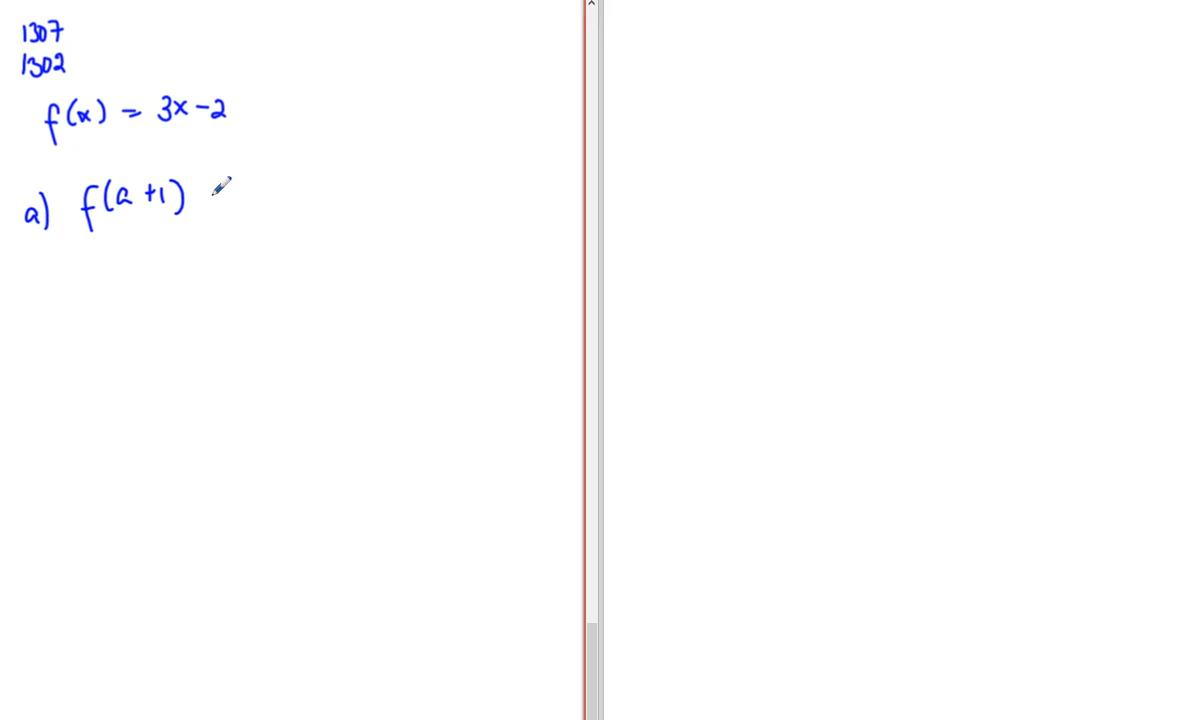 1307
1302
f(x) = 3x - 2
a) f(a + 1)